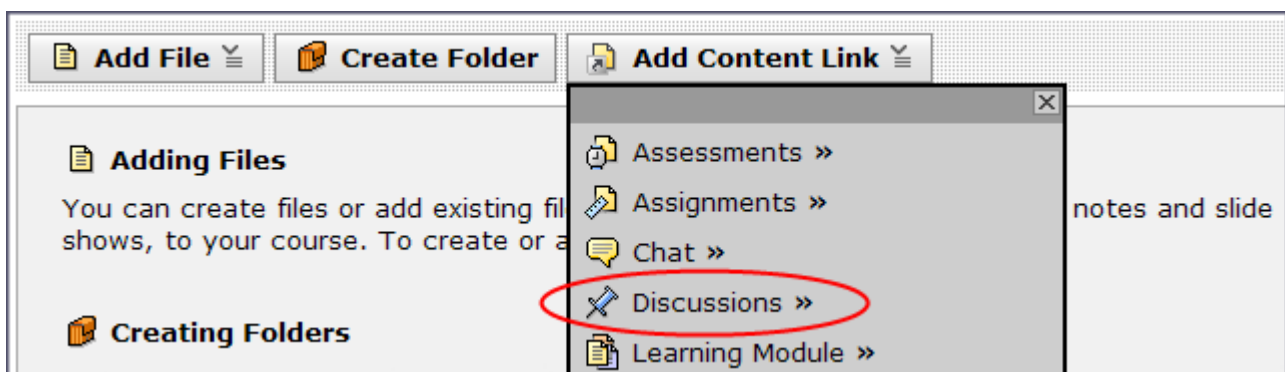 Add File Create Folder Add Content Link
Assessments »
Adding Files
Assignments »
You can create files or add existing fil notes and slide
shows, to your course. To create or a
Chat »
Discussions »
Creating Folders
Learning Module »